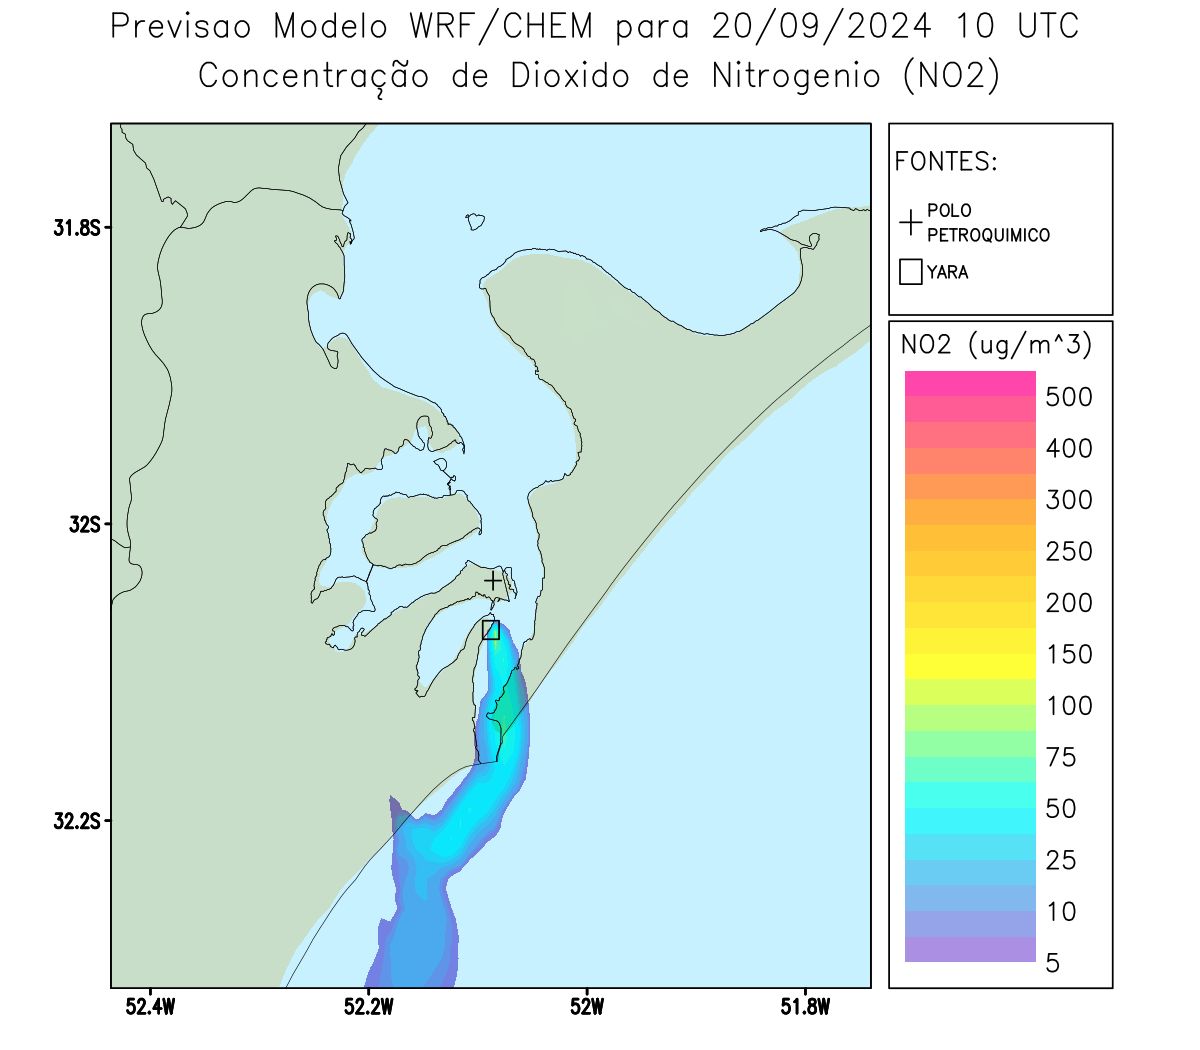 Previsao Modelo WRF/CHEM para 20/09/2024 10 UTC
Concentração de Dioxido de Nitrogenio (NO2)
FONTES:
POLO
PETROQUIMICO
YARA
NO2 (ug/m^3)
500
400
300
250
200
150
100
75
50
25
10
5
31.8S
32S
32.2S
52.4W
52.2W
52W
51.8W